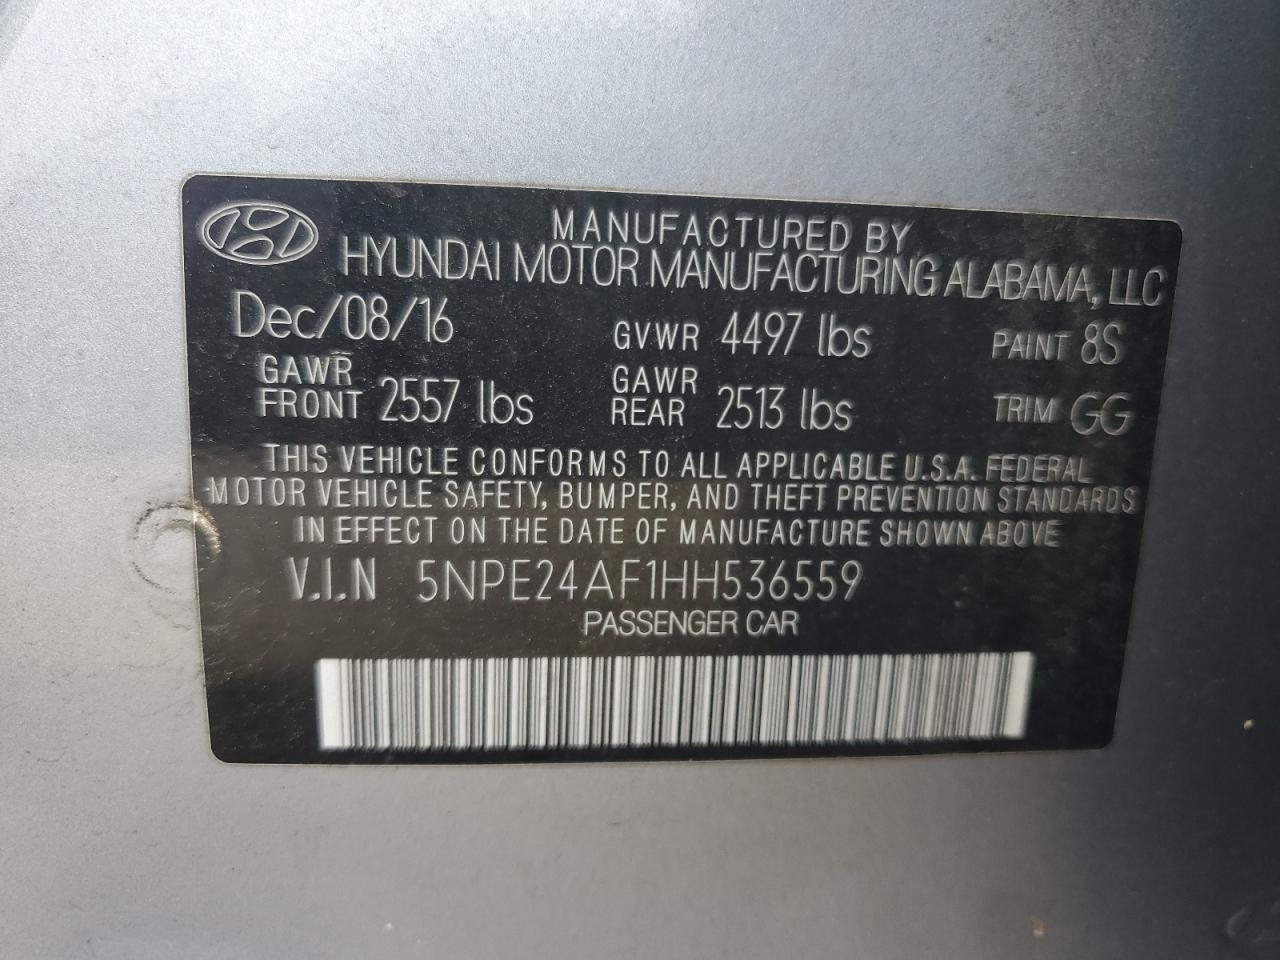 MANUFACTURED BY
HYUNDAI MOTOR MANUFACTURING ALABAMA, LLC
Dec/08/16 GVWR 4497 lbs PAINT 8S
GAWR FRONT 2557 lbs GAWR REAR 2513 lbs TRIM GG
THIS VEHICLE CONFORMS TO ALL APPLICABLE U.S.A. FEDERAL
MOTOR VEHICLE SAFETY, BUMPER, AND THEFT PREVENTION STANDARDS
IN EFFECT ON THE DATE OF MANUFACTURE SHOWN ABOVE
V.I.N 5NPE24AF1HH536559
PASSENGER CAR